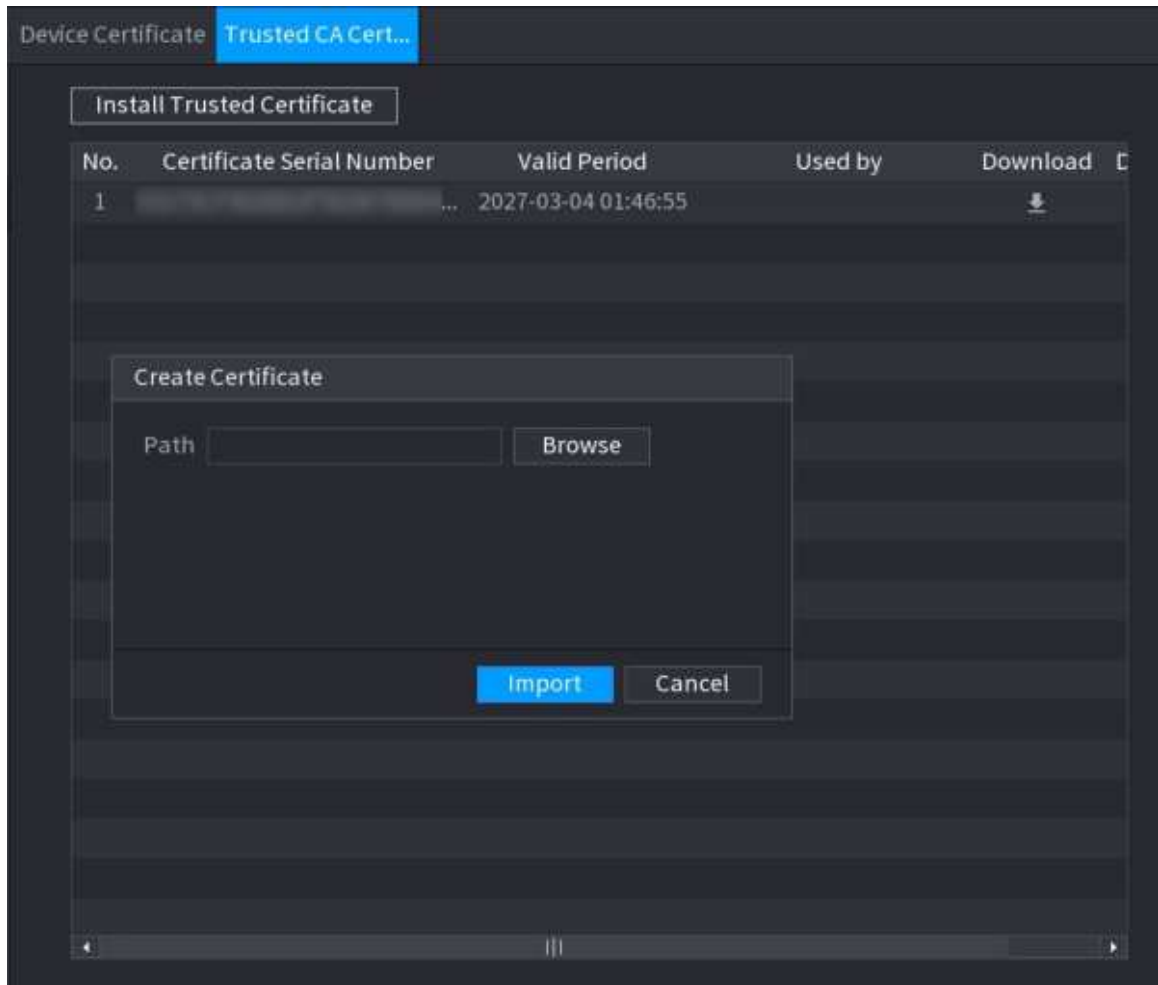 Device Certificate Trusted CA Cert...
Install Trusted Certificate
No. Certificate Serial Number Valid Period Used by Download D
1 ... 2027-03-04 01:46:55
Create Certificate
Path Browse
Import Cancel